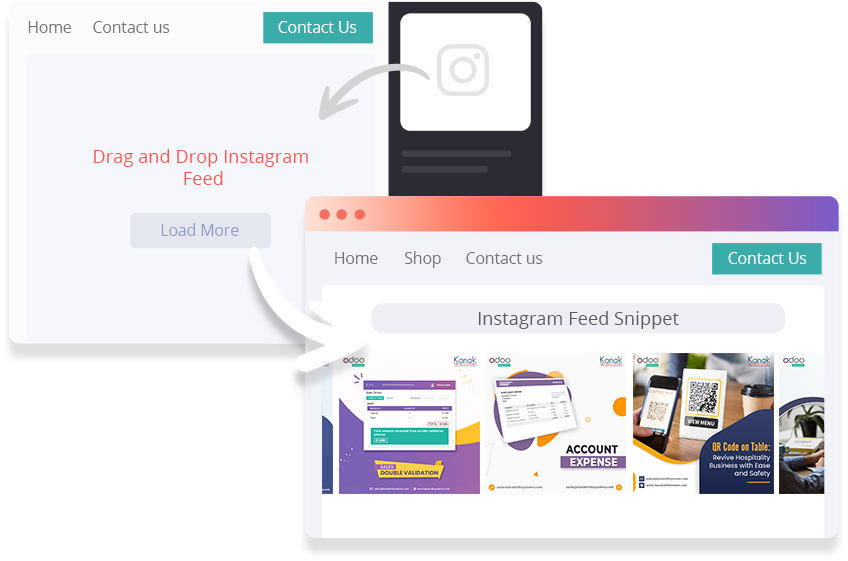 Home Contact us Contact Us
Drag and Drop Instagram
Feed
Load More
Home Shop Contact us Contact Us
Instagram Feed Snippet
odoo Kanak
odoo Kanak
odoo Kanak
odoo
SALES
DOUBLE VALIDATION
ACCOUNT
EXPENSE
VIEW MENU
QR Code on Table:
Revive Hospitality
Business with Ease
and Safety